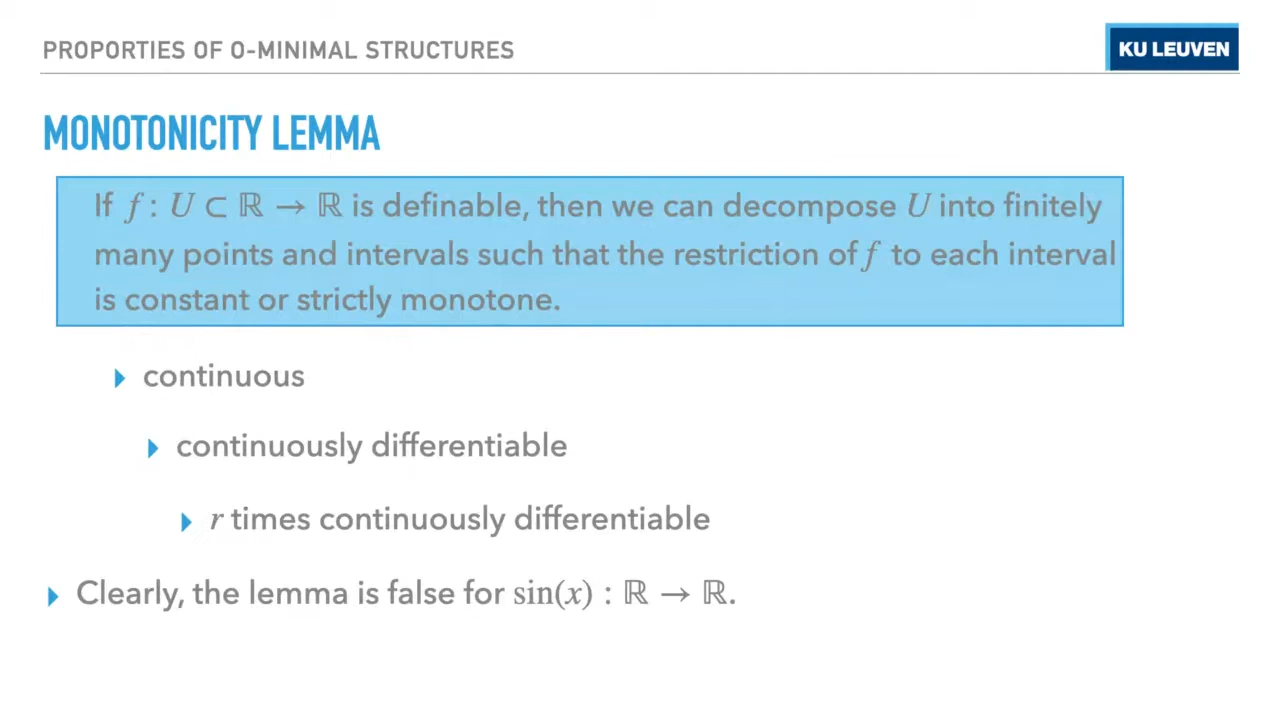 PROPORTIES OF O-MINIMAL STRUCTURES
KU LEUVEN
MONOTONICITY LEMMA
If f : U ⊂ ℝ → ℝ is definable, then we can decompose U into finitely
many points and intervals such that the restriction of f to each interval
is constant or strictly monotone.
continuous
continuously differentiable
r times continuously differentiable
Clearly, the lemma is false for sin(x) : ℝ → ℝ.